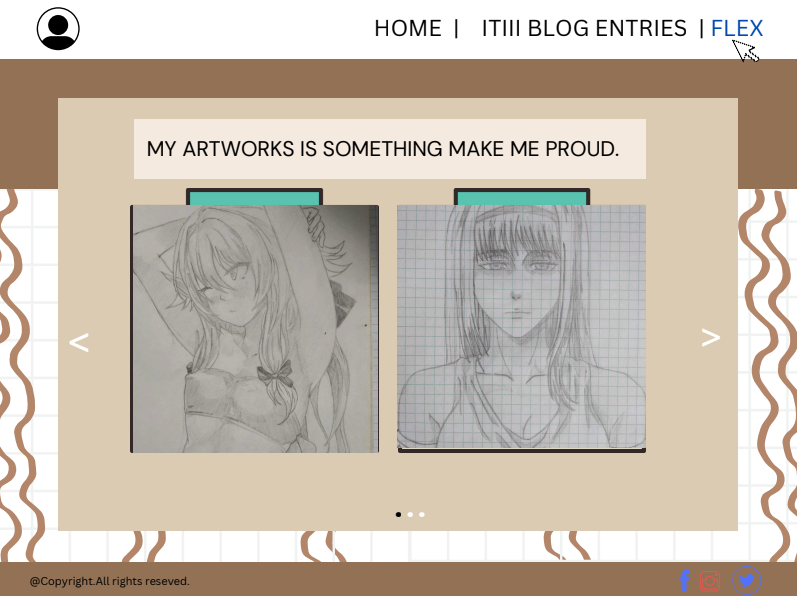 HOME | ITIII BLOG ENTRIES | FLEX
MY ARTWORKS IS SOMETHING MAKE ME PROUD.
< >
@Copyright.All rights reseved.